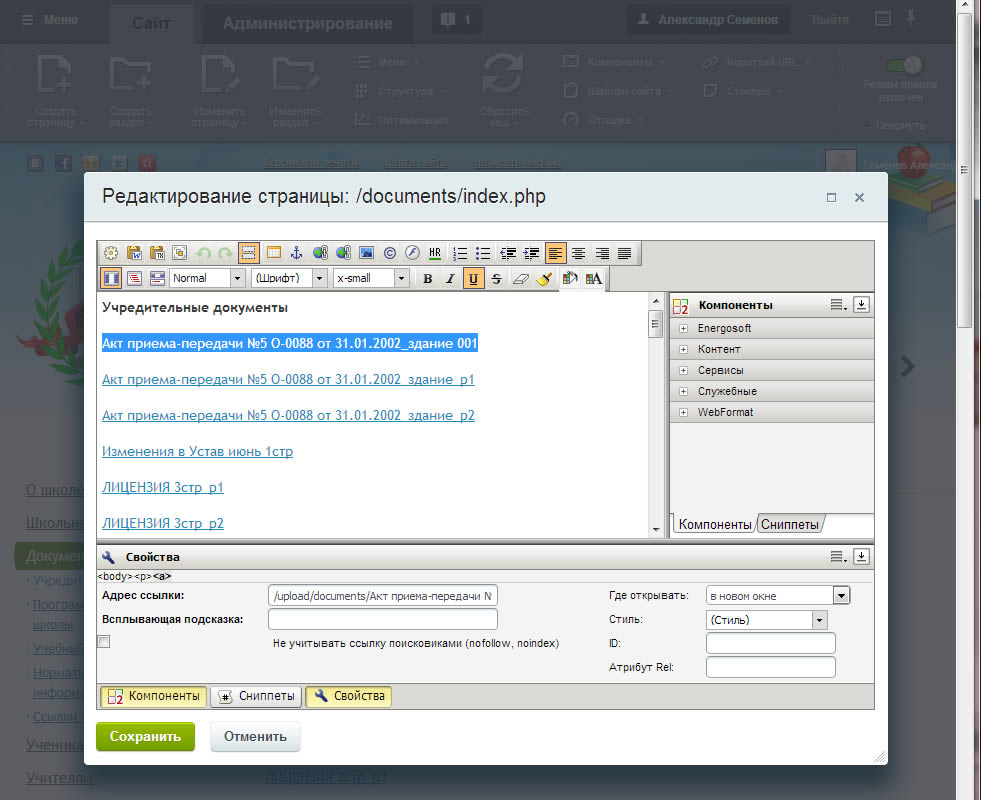 Меню
Сайт
Администрирование
1
Александр Семенов
Выйти
Создать страницу
Создать раздел
Изменить страницу
Изменить раздел
Меню
Структура
Оптимизация
Сбросить кеш
Компоненты
Шаблон сайта
Отладка
Короткий URL
Стикеры
Режим правки включен
Свернуть
Версия для печати
Карта сайта
Написать письмо
Семенов Алексан
Редактирование страницы: /documents/index.php
HR
Normal
(Шрифт)
x-small
B I U S
Учредительные документы
Акт приема-передачи №5 О-0088 от 31.01.2002_здание 001
Акт приема-передачи №5 О-0088 от 31.01.2002_здание_р1
Акт приема-передачи №5 О-0088 от 31.01.2002_здание_р2
Изменения в Устав июнь 1стр
ЛИЦЕНЗИЯ 3стр_р1
ЛИЦЕНЗИЯ 3стр_р2
Компоненты
Energosoft
Контент
Сервисы
Служебные
WebFormat
Компоненты
Сниппеты
Свойства
<body><p><a>
Адрес ссылки:
/upload/documents/Акт приема-передачи N
Где открывать:
в новом окне
Всплывающая подсказка:
Стиль:
(Стиль)
Не учитывать ссылку поисковиками (nofollow, noindex)
ID:
Атрибут Rel:
Компоненты
Сниппеты
Свойства
Сохранить
Отменить
О школе
Школьна
Докумен
Учредит
Програм
школы
Учебный
Нормати
информа
Ссылки
Ученика
Учителям
ЛИЦЕНЗИЯ 3стр_р3